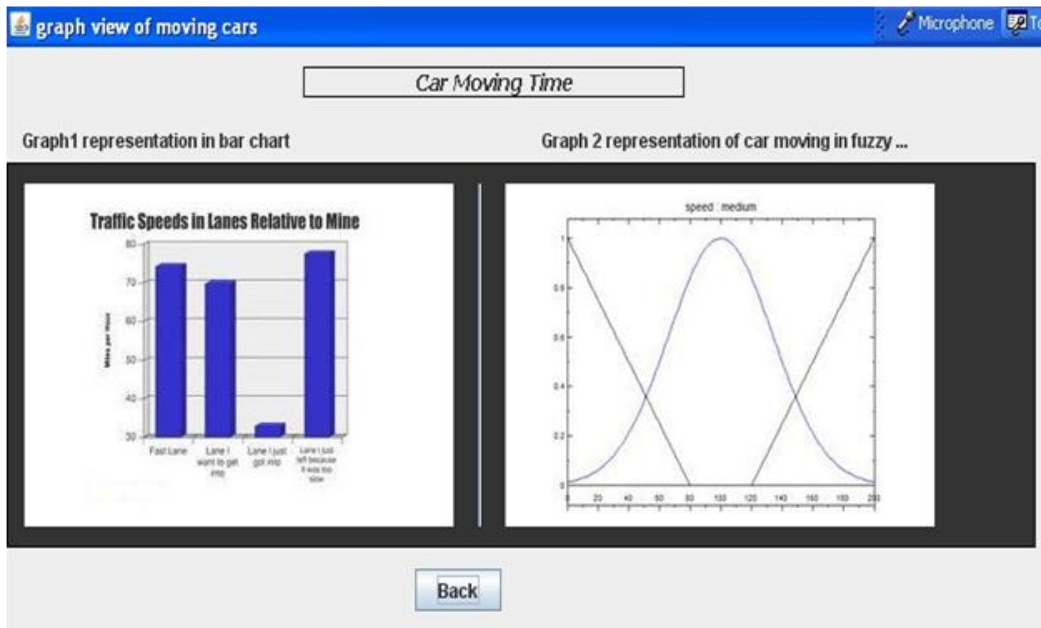 graph view of moving cars
Microphone
Car Moving Time
Graph1 representation in bar chart
Graph 2 representation of car moving in fuzzy ...
Traffic Speeds in Lanes Relative to Mine
80
70
60
50
40
30
Miles per Hour
Fast Lane
Lane I
want to get
into
Lane I just
got into
Lane I just
left because
it was too
slow
speed : medium
1
0.8
0.6
0.4
0.2
0
0 20 40 60 80 100 120 140 160 180 200
Back